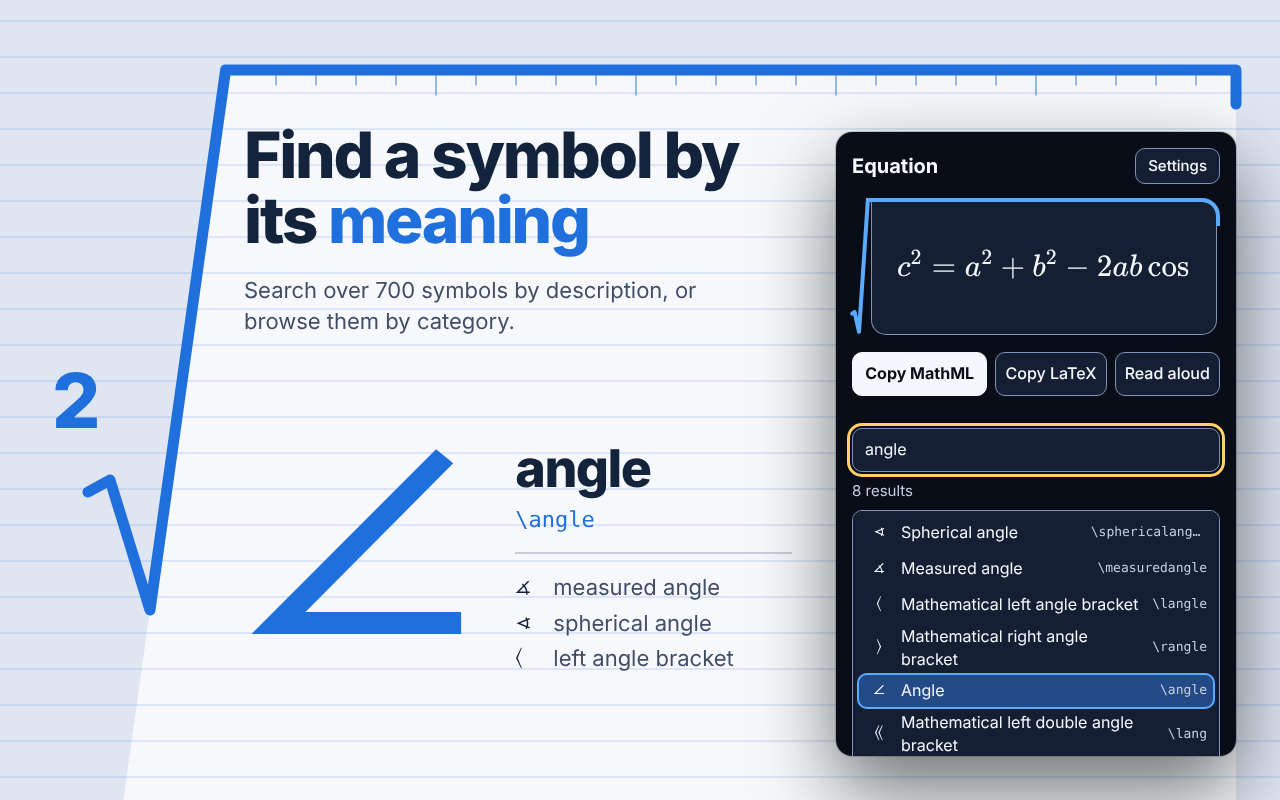 Find a symbol by
its meaning
Search over 700 symbols by description, or
browse them by category.
2
√
∠
angle
\angle
∡ measured angle
∢ spherical angle
⟨ left angle bracket
Equation
Settings
c² = a² + b² − 2ab cos
Copy MathML
Copy LaTeX
Read aloud
angle
8 results
∢ Spherical angle \sphericalang…
∡ Measured angle \measuredangle
⟨ Mathematical left angle bracket \langle
⟩ Mathematical right angle
bracket \rangle
∠ Angle \angle
⟪ Mathematical left double angle
bracket \lang